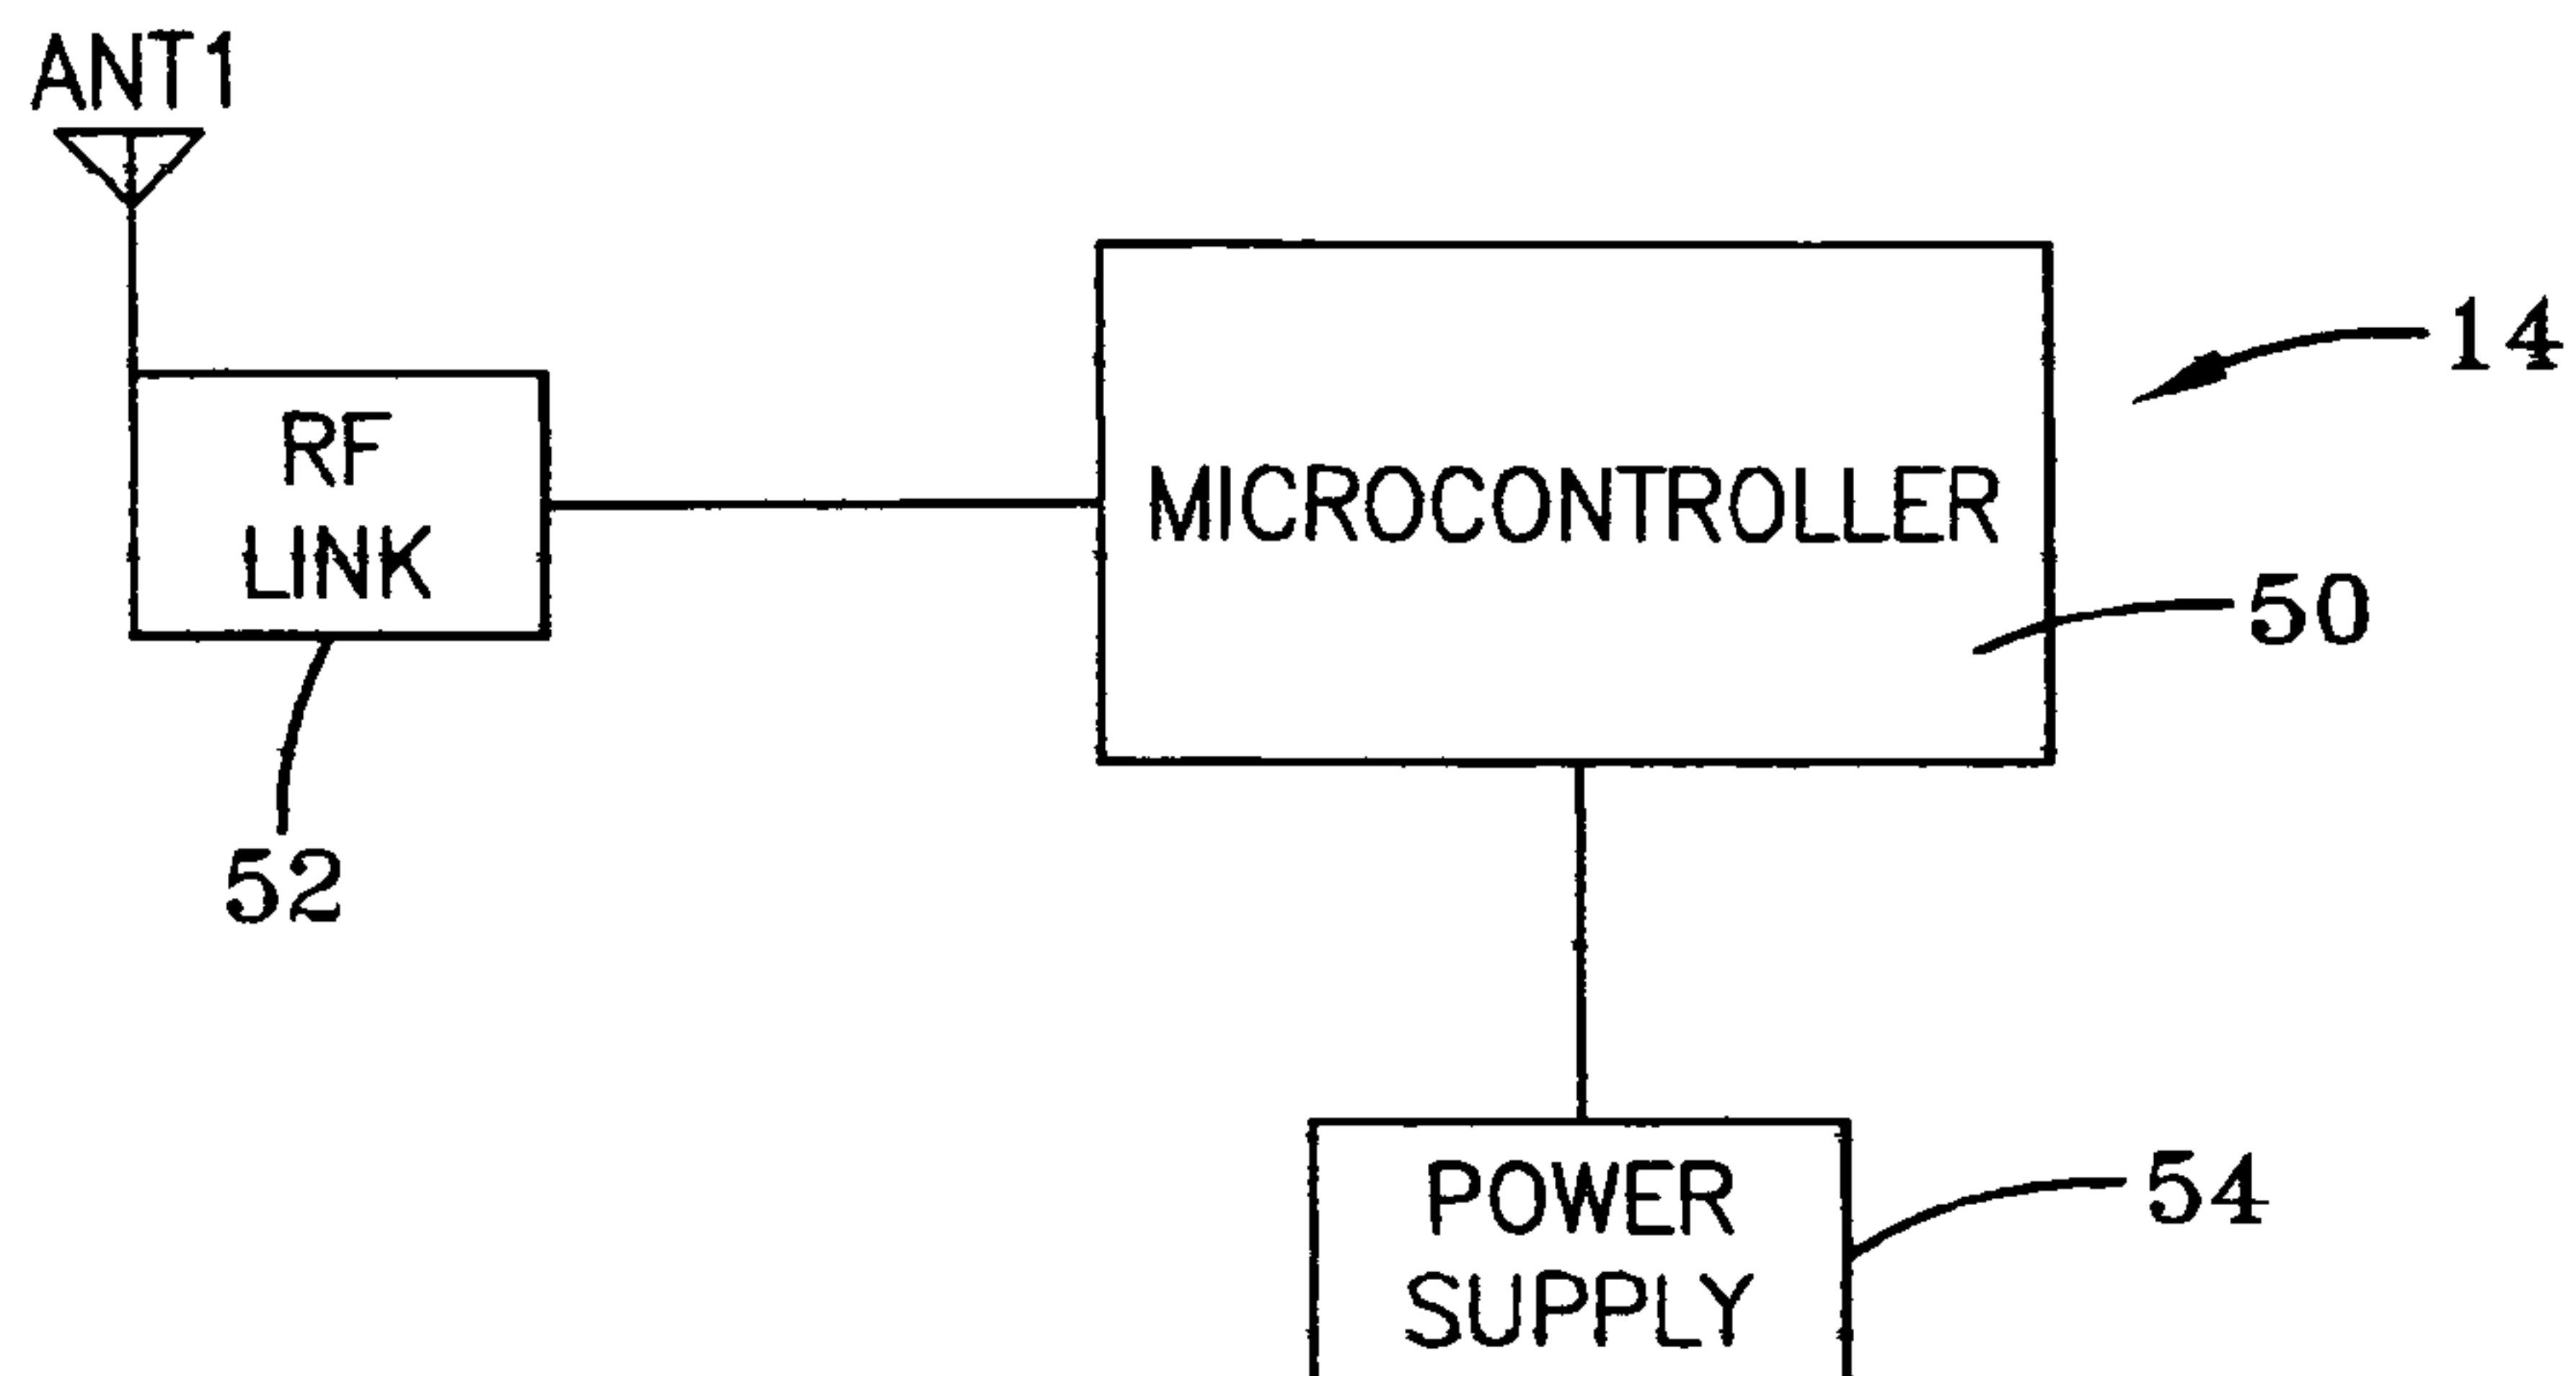 ANT1
14
RF
LINK
MICROCONTROLLER
50
52
POWER
SUPPLY
54